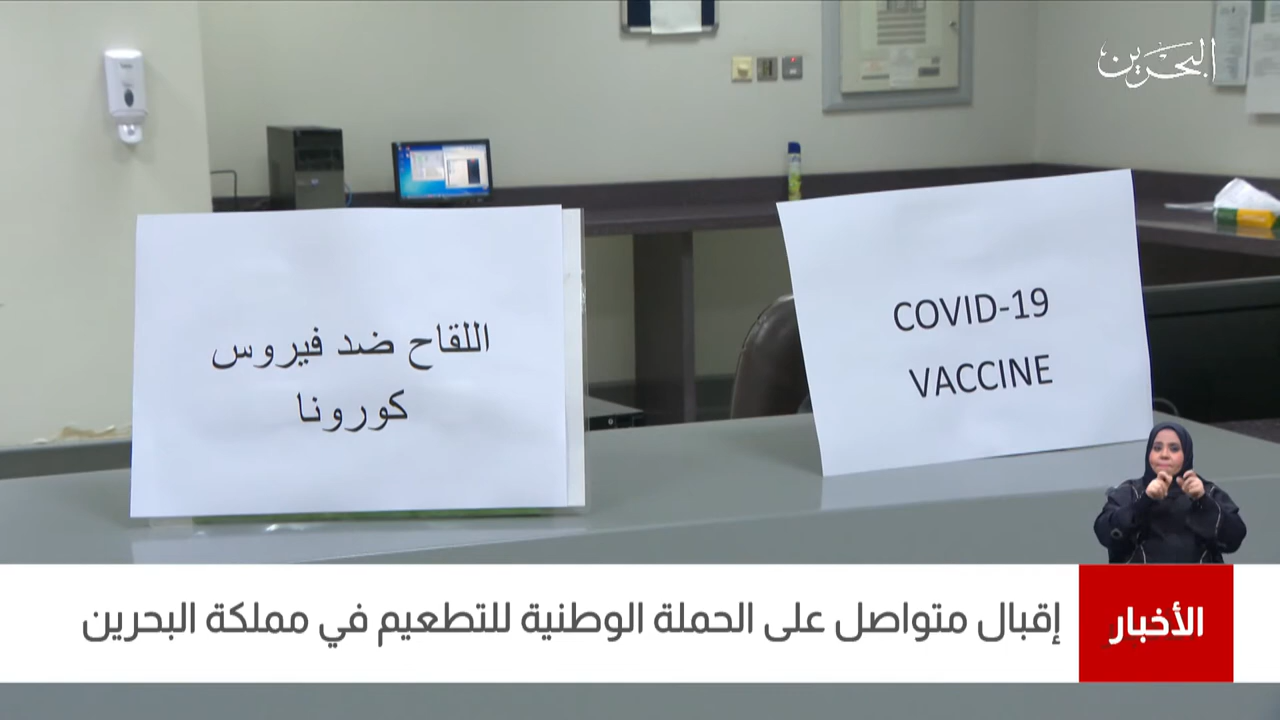 البحرين
اللقاح ضد فيروس
كورونا
COVID-19
VACCINE
إقبال متواصل على الحملة الوطنية للتطعيم في مملكة البحرين
الأخبار